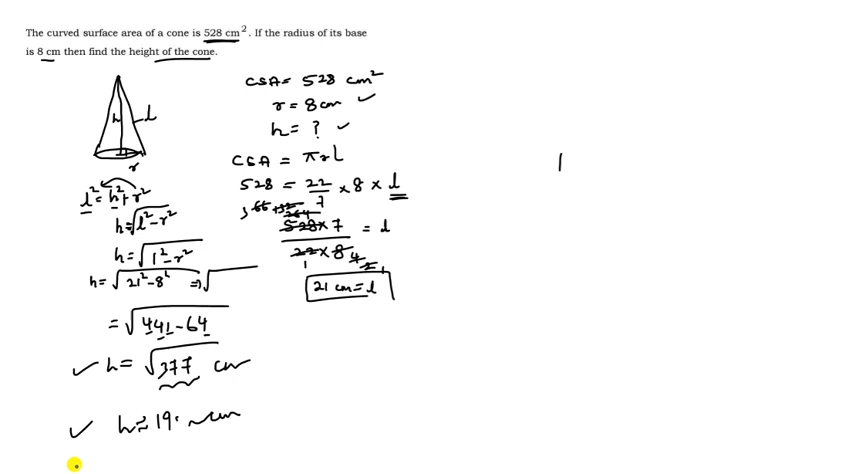 The curved surface area of a cone is 528 cm². If the radius of its base
is 8 cm then find the height of the cone.
h l
r
l² = h² + r²
h = √l² - r²
h = √l² - r²
h = √21² - 8² ⇒ √
= √441 - 64
h = √377 cm
h ≈ 19. cm
CSA = 528 cm²
r = 8cm
h = ?
CSA = πrl
528 = 22/7 × 8 × l
528 × 7 / 22 × 8 = l
21 cm = l